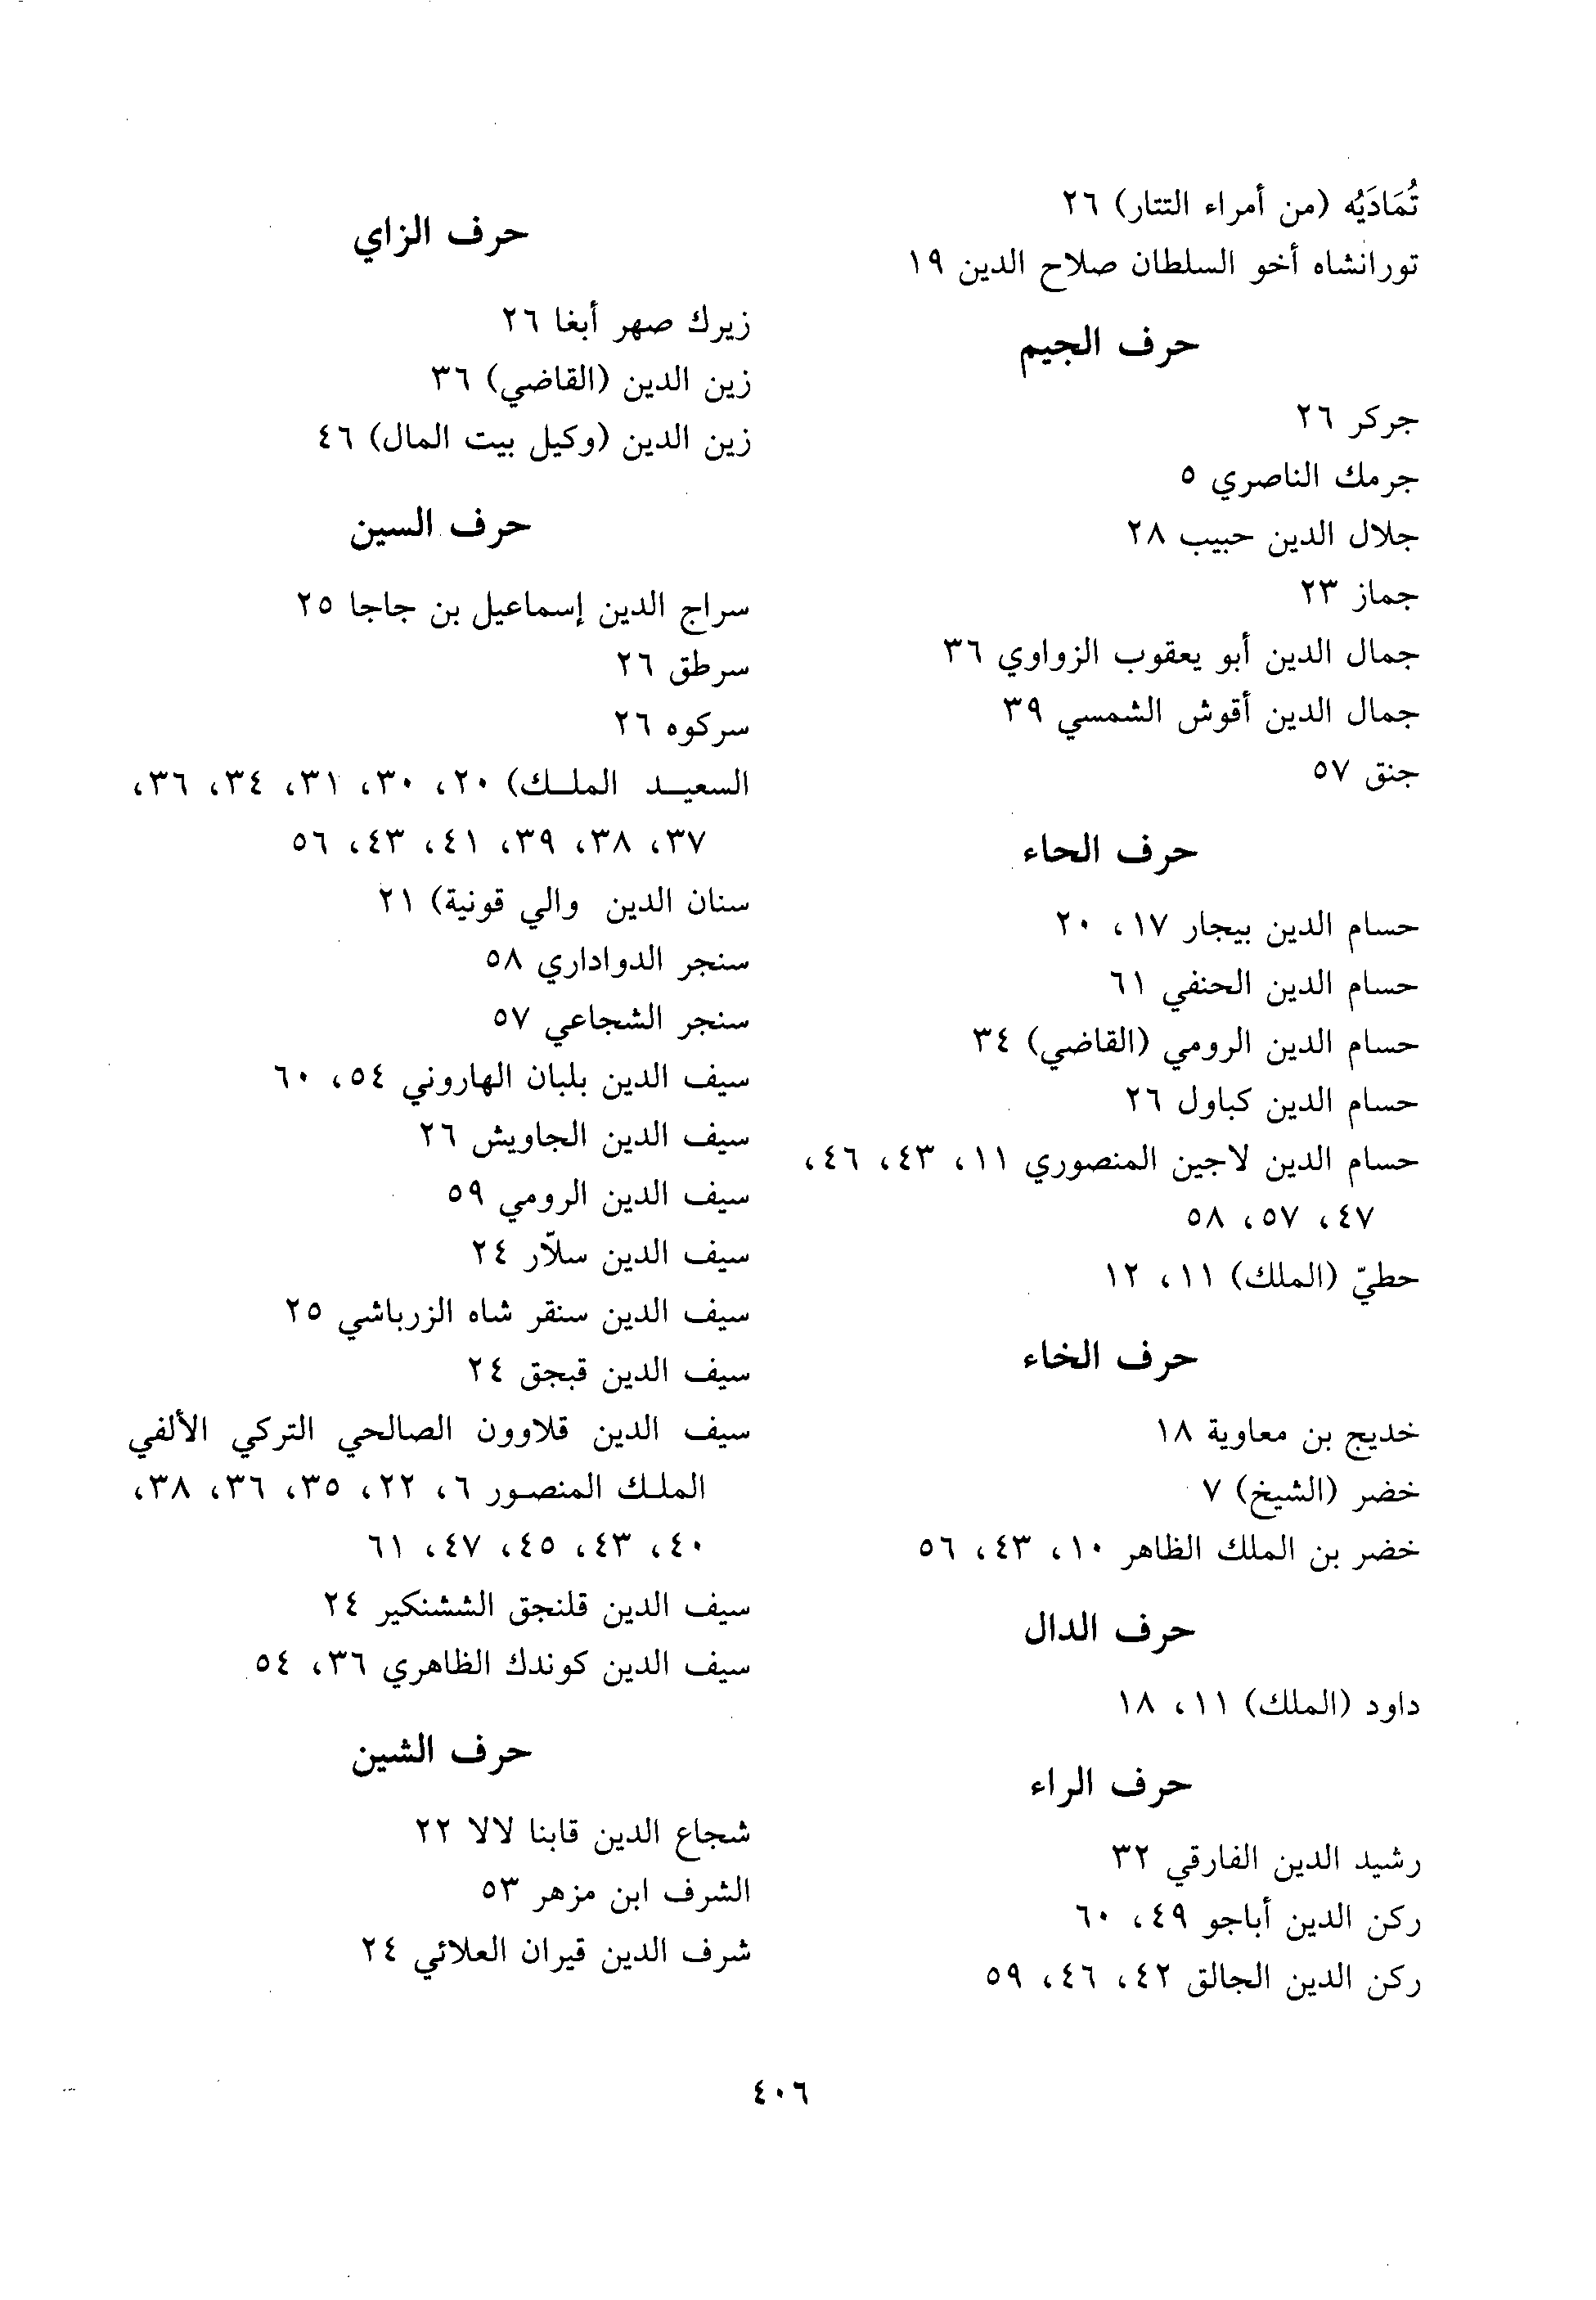 تُمَادَيُه (من أمراء التتار) ٢٦
تورانشاه أخو السلطان صلاح الدين ١٩
حرف الجيم
جركر ٢٦
جرمك الناصري ٥
جلال الدين حبيب ٢٨
جماز ٢٣
جمال الدين أبو يعقوب الزواوي ٣٦
جمال الدين أقوش الشمسي ٣٩
جنق ٥٧
حرف الحاء
حسام الدين بيجار ١٧، ٢٠
حسام الدين الحنفي ٦١
حسام الدين الرومي (القاضي) ٣٤
حسام الدين كباول ٢٦
حسام الدين لاجين المنصوري ١١، ٤٣، ٤٦،
٤٧، ٥٧، ٥٨
حطيّ (الملك) ١١، ١٢
حرف الخاء
خديج بن معاوية ١٨
خضر (الشيخ) ٧
خضر بن الملك الظاهر ١٠، ٤٣، ٥٦
حرف الدال
داود (الملك) ١١، ١٨
حرف الراء
رشيد الدين الفارقي ٣٢
ركن الدين أباجو ٤٩، ٦٠
ركن الدين الجالق ٤٢، ٤٦، ٥٩
حرف الزاي
زيرك صهر أبغا ٢٦
زين الدين (القاضي) ٣٦
زين الدين (وكيل بيت المال) ٤٦
حرف السين
سراج الدين إسماعيل بن جاجا ٢٥
سرطق ٢٦
سركوه ٢٦
السعيد الملك) ٢٠، ٣٠، ٣١، ٣٤، ٣٦،
٣٧، ٣٨، ٣٩، ٤١، ٤٣، ٥٦
سنان الدين والي قونية) ٢١
سنجر الدواداري ٥٨
سنجر الشجاعي ٥٧
سيف الدين بلبان الهاروني ٥٤، ٦٠
سيف الدين الجاويش ٢٦
سيف الدين الرومي ٥٩
سيف الدين سلاّر ٢٤
سيف الدين سنقر شاه الزرباشي ٢٥
سيف الدين قبجق ٢٤
سيف الدين قلاوون الصالحي التركي الألفي
الملك المنصور ٦، ٢٢، ٣٥، ٣٦، ٣٨،
٤٠، ٤٣، ٤٥، ٤٧، ٦١
سيف الدين قلنجق الششنكير ٢٤
سيف الدين كوندك الظاهري ٣٦، ٥٤
حرف الشين
شجاع الدين قابنا لالا ٢٢
الشرف ابن مزهر ٥٣
شرف الدين قيران العلائي ٢٤
٤٠٦